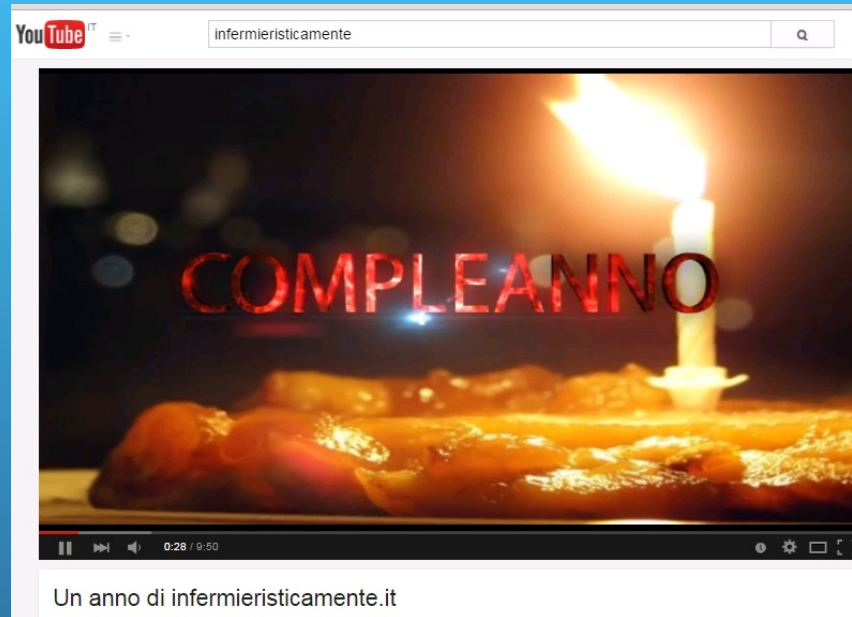 YouTube IT
infermieristicamente
COMPLEANNO
0:28 / 9:50
Un anno di infermieristicamente.it